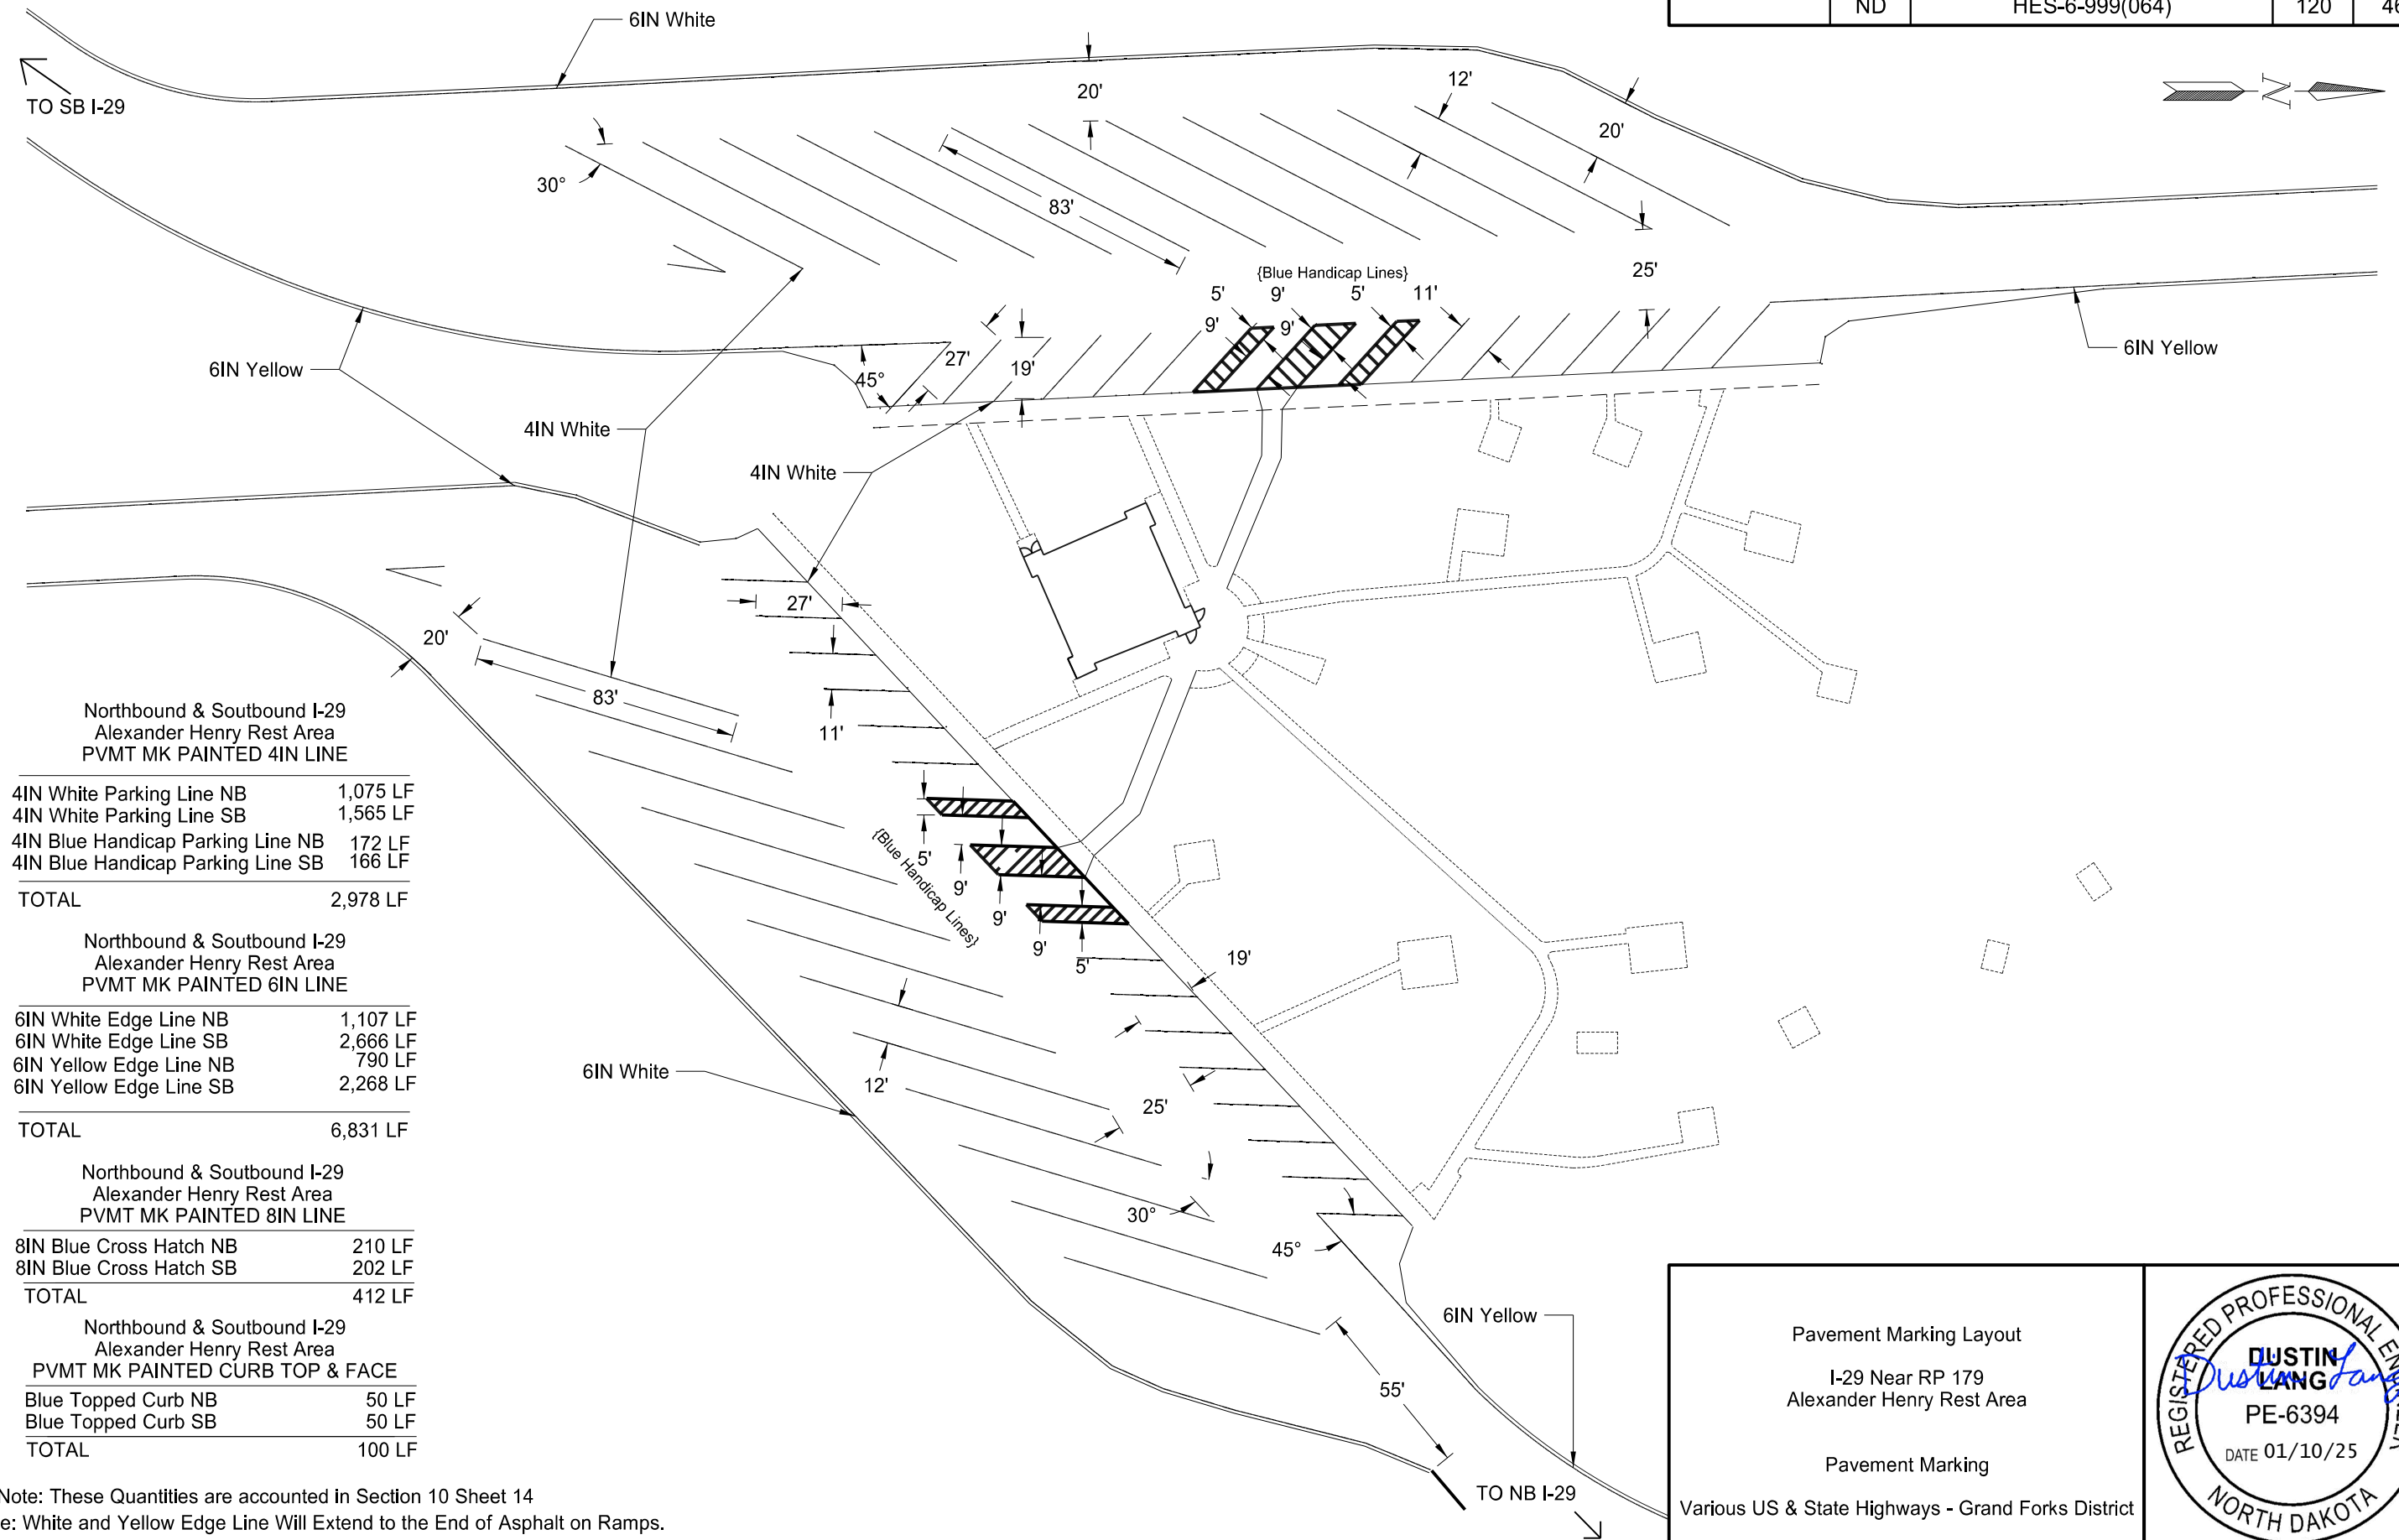 ND HES-6-999(064) 120
6IN White
TO SB I-29
20'
12'
20'
N
30°
83'
25'
{Blue Handicap Lines}
5' 9' 5' 11'
9' 9'
6IN Yellow
45°
27'
19'
6IN Yellow
4IN White
4IN White
27'
20'
83'
11'
Northbound & Soutbound I-29
Alexander Henry Rest Area
PVMT MK PAINTED 4IN LINE
4IN White Parking Line NB 1,075 LF
4IN White Parking Line SB 1,565 LF
4IN Blue Handicap Parking Line NB 172 LF
4IN Blue Handicap Parking Line SB 166 LF
TOTAL 2,978 LF
5'
{Blue Handicap Lines}
9'
9'
9'
5'
19'
Northbound & Soutbound I-29
Alexander Henry Rest Area
PVMT MK PAINTED 6IN LINE
6IN White Edge Line NB 1,107 LF
6IN White Edge Line SB 2,666 LF
6IN Yellow Edge Line NB 790 LF
6IN Yellow Edge Line SB 2,268 LF
TOTAL 6,831 LF
6IN White
12'
25'
30°
45°
Northbound & Soutbound I-29
Alexander Henry Rest Area
PVMT MK PAINTED 8IN LINE
8IN Blue Cross Hatch NB 210 LF
8IN Blue Cross Hatch SB 202 LF
TOTAL 412 LF
Northbound & Soutbound I-29
Alexander Henry Rest Area
PVMT MK PAINTED CURB TOP & FACE
Blue Topped Curb NB 50 LF
Blue Topped Curb SB 50 LF
TOTAL 100 LF
6IN Yellow
55'
TO NB I-29
Note: These Quantities are accounted in Section 10 Sheet 14
White and Yellow Edge Line Will Extend to the End of Asphalt on Ramps.
Pavement Marking Layout
I-29 Near RP 179
Alexander Henry Rest Area
Pavement Marking
Various US & State Highways - Grand Forks District
REGISTERED PROFESSIONAL
DUSTIN
LANG
Dustin Lang
PE-6394
DATE 01/10/25
NORTH DAKOTA